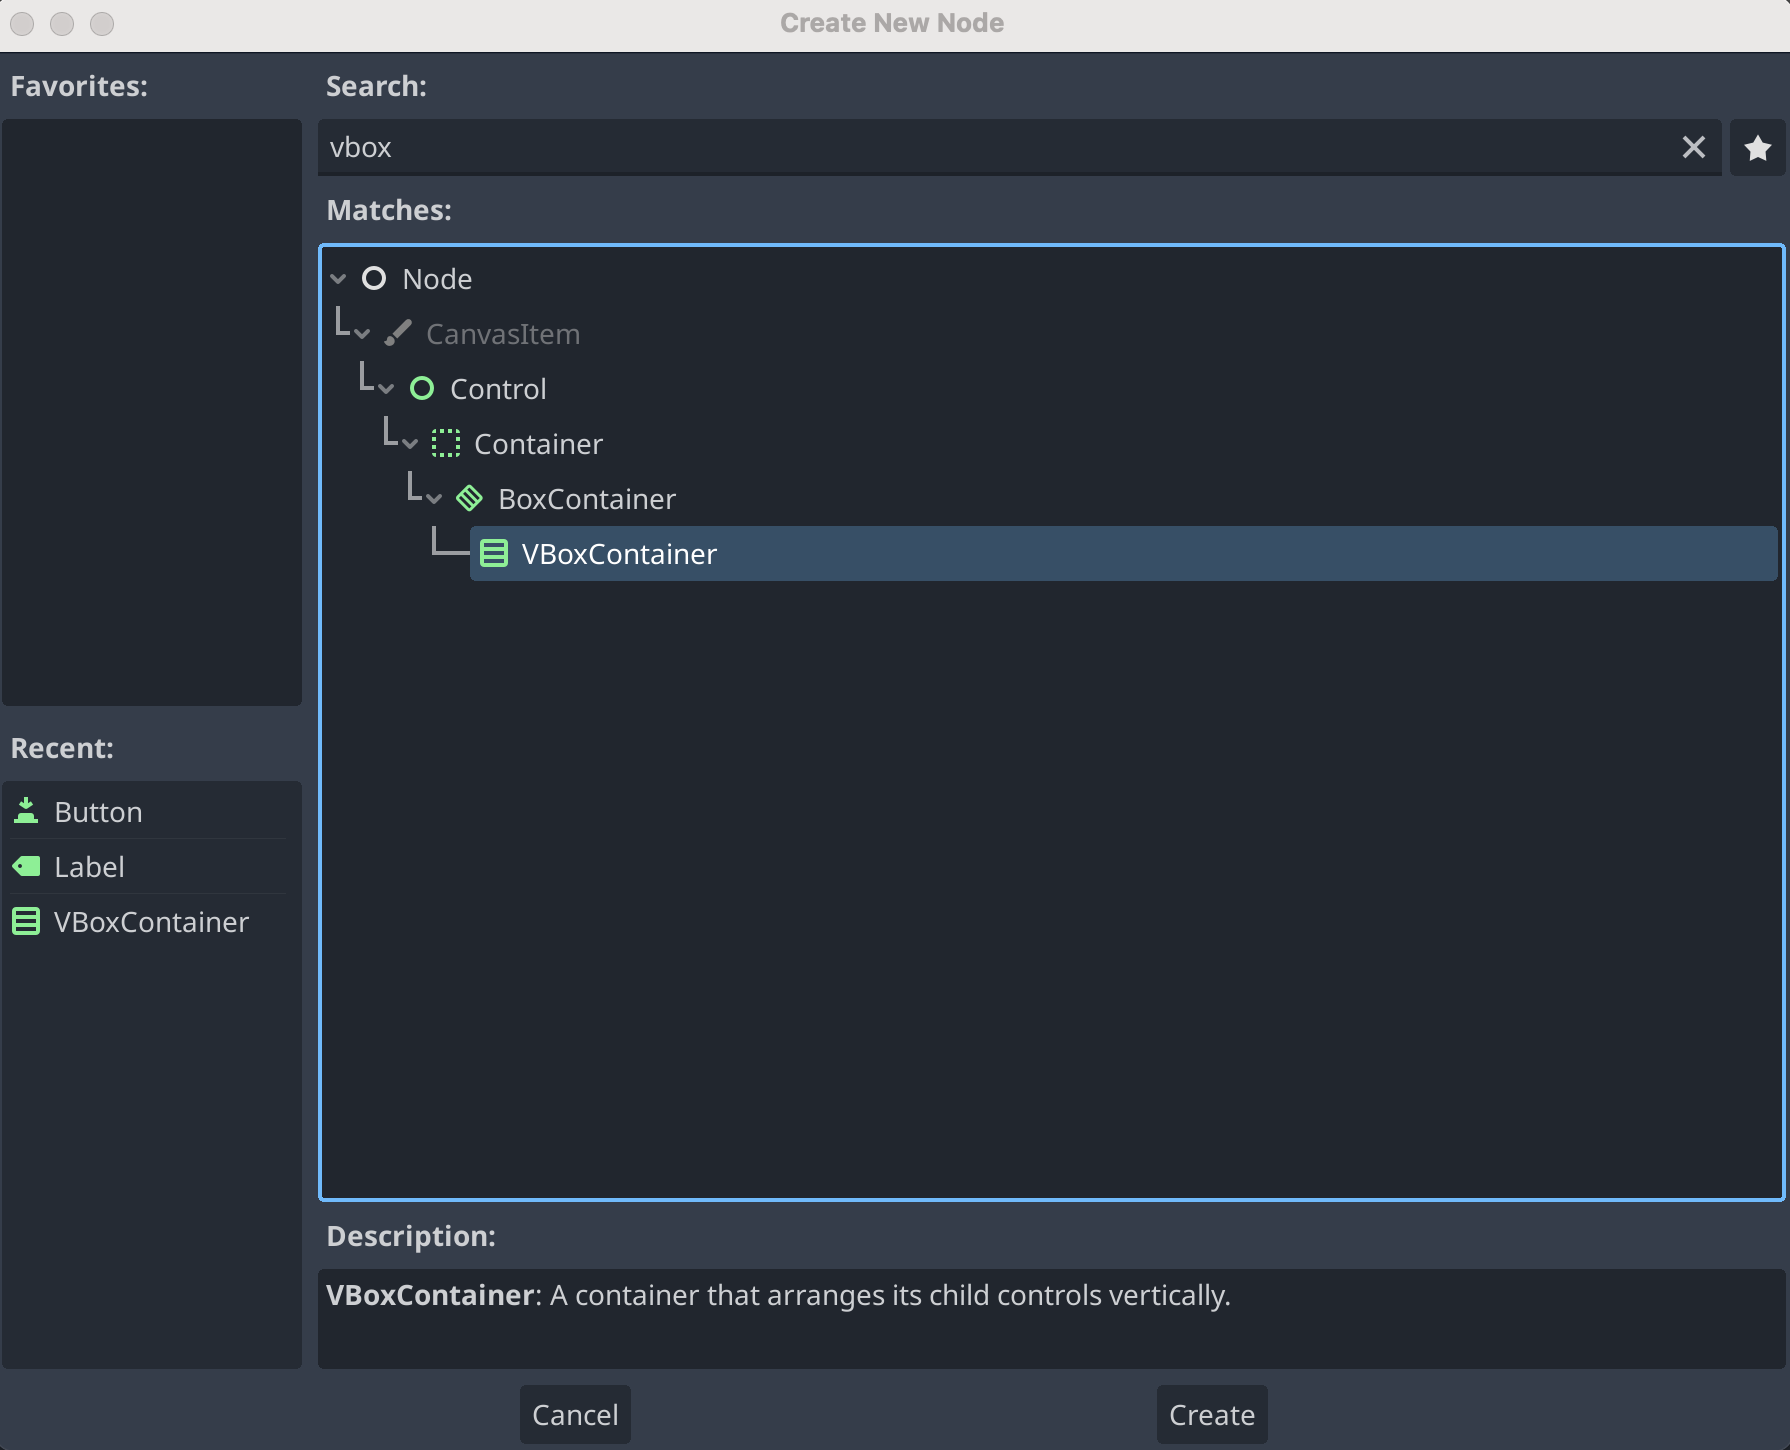 Create New Node
Favorites:
Search:
vbox
Matches:
Node
CanvasItem
Control
Container
BoxContainer
VBoxContainer
Recent:
Button
Label
VBoxContainer
Description:
VBoxContainer: A container that arranges its child controls vertically.
Cancel
Create